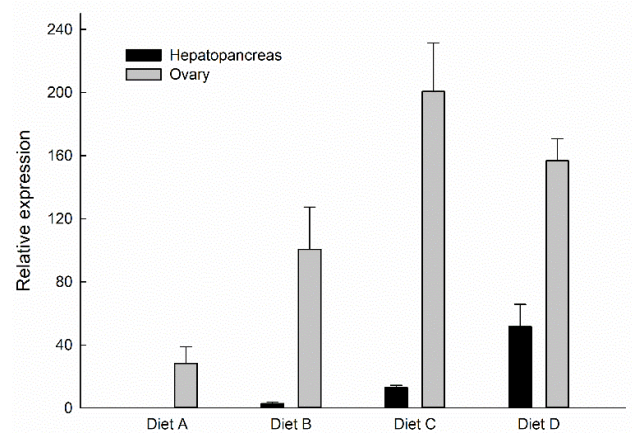 240
200
160
120
80
40
0
Relative expression
Hepatopancreas
Ovary
Diet A Diet B Diet C Diet D